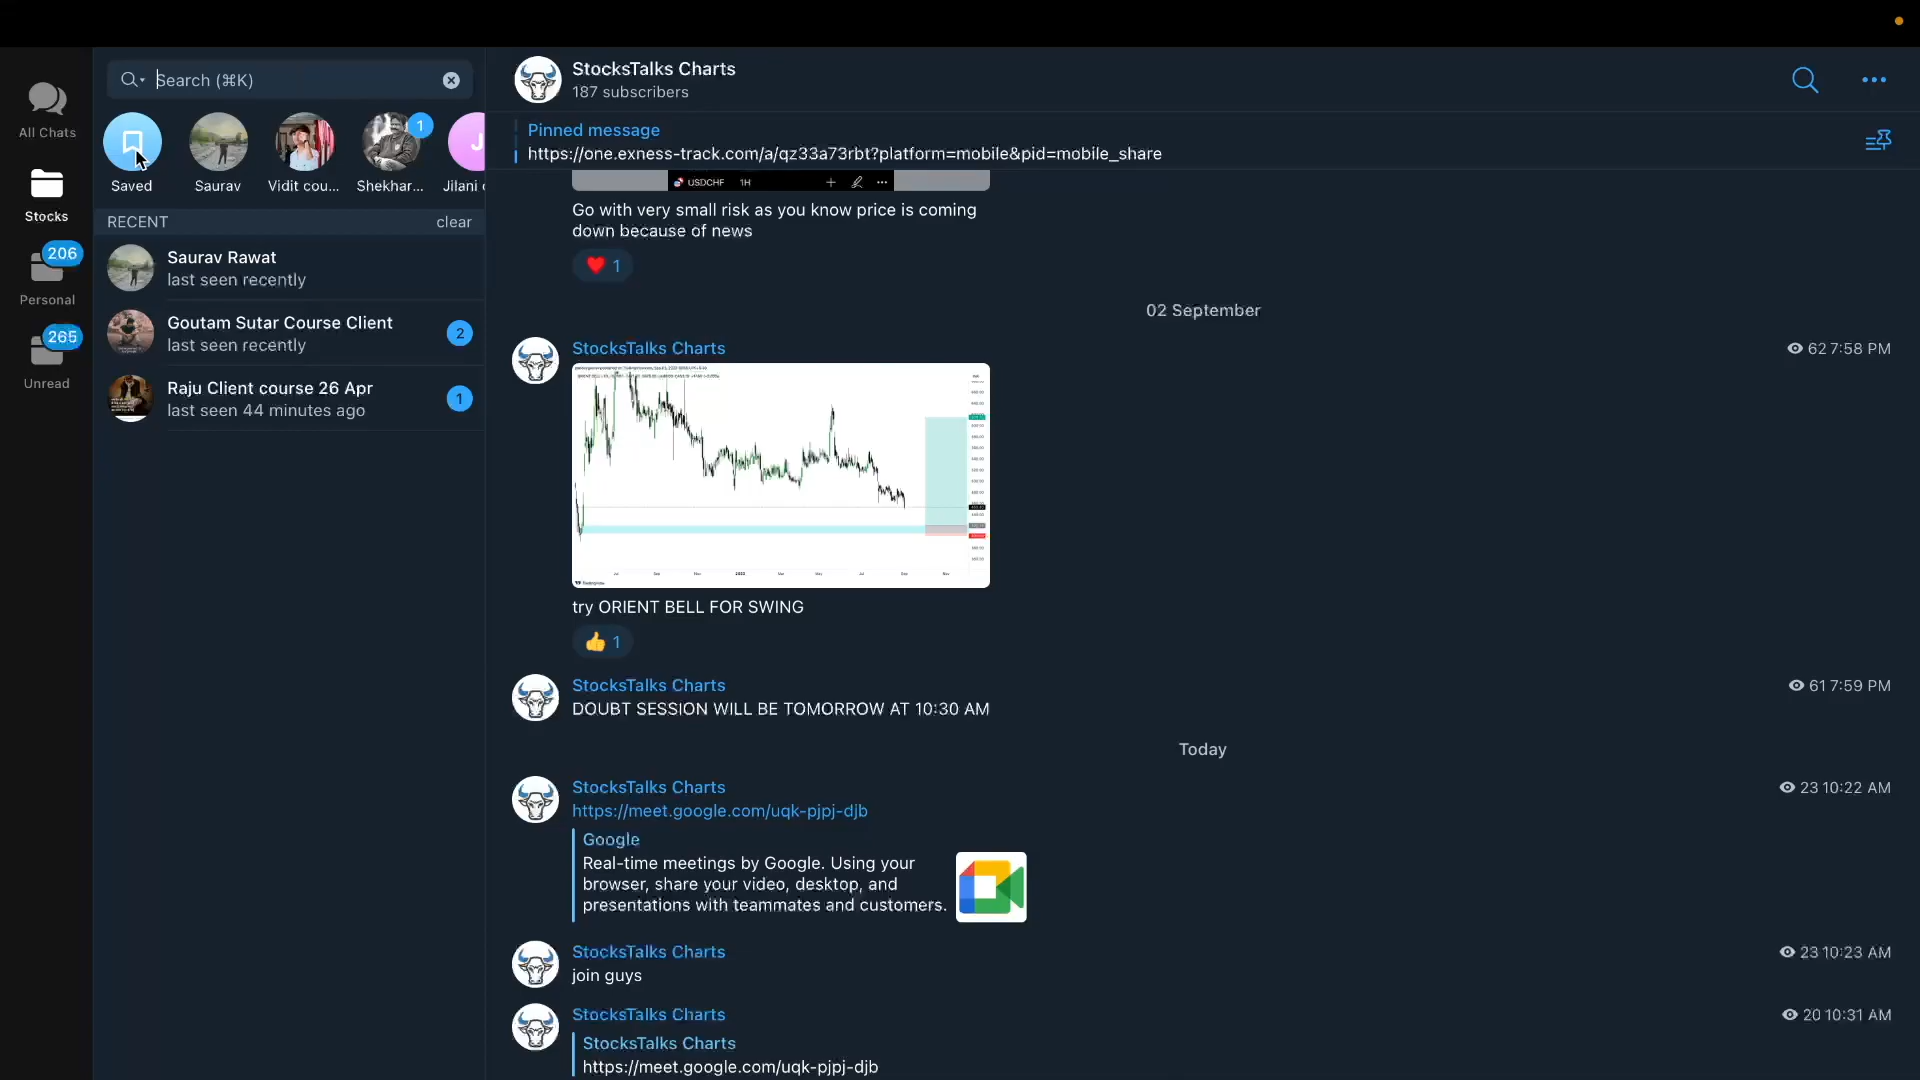 Search (⌘K)
All Chats
Stocks
206
Personal
265
Unread
Saved
Saurav
Vidit cou...
1
Shekhar...
J
Jilani
RECENT
clear
Saurav Rawat
last seen recently
Goutam Sutar Course Client
last seen recently
2
Raju Client course 26 Apr
last seen 44 minutes ago
1
StocksTalks Charts
187 subscribers
Pinned message
https://one.exness-track.com/a/qz33a73rbt?platform=mobile&pid=mobile_share
USDCHF 1H
Go with very small risk as you know price is coming
down because of news
1
02 September
StocksTalks Charts
62 7:58 PM
try ORIENT BELL FOR SWING
1
StocksTalks Charts
61 7:59 PM
DOUBT SESSION WILL BE TOMORROW AT 10:30 AM
Today
StocksTalks Charts
23 10:22 AM
https://meet.google.com/uqk-pjpj-djb
Google
Real-time meetings by Google. Using your
browser, share your video, desktop, and
presentations with teammates and customers.
StocksTalks Charts
23 10:23 AM
join guys
StocksTalks Charts
20 10:31 AM
StocksTalks Charts
https://meet.google.com/uqk-pjpj-djb